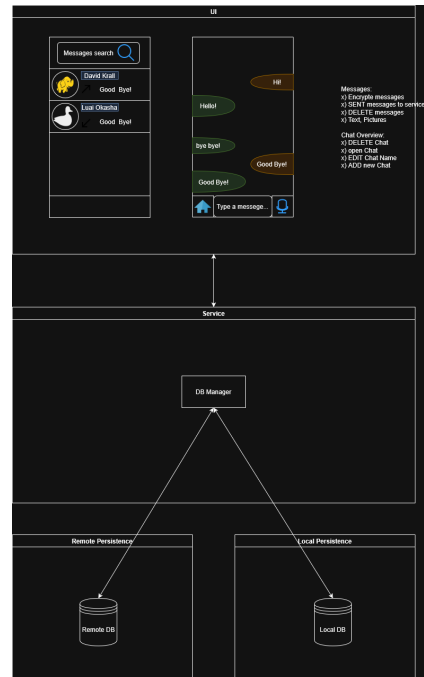 UI
Messages search
David Krall
Good Bye!
Luai Okasha
Good Bye!
Hi!
Hello!
bye bye!
Good Bye!
Good Bye!
Type a messege...
Messages:
x) Encrypte messages
x) SENT messages to service
x) DELETE messages
x) Text, Pictures
Chat Overview:
x) DELETE Chat
x) open Chat
x) EDIT Chat Name
x) ADD new Chat
Service
DB Manager
Remote Persistence
Remote DB
Local Persistence
Local DB